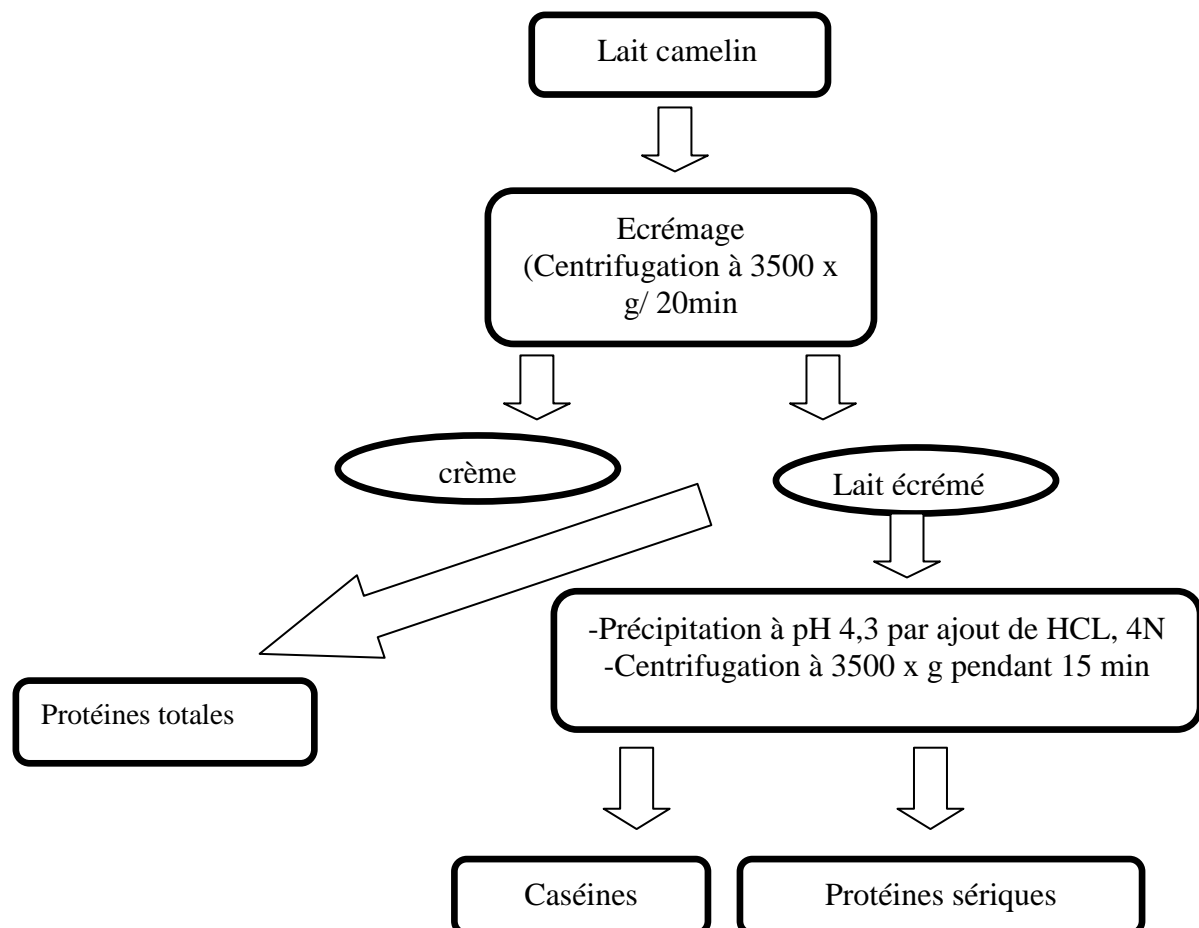 Lait camelin
Ecrémage
(Centrifugation à 3500 x
g/ 20min
crème
Lait écrémé
-Précipitation à pH 4,3 par ajout de HCL, 4N
-Centrifugation à 3500 x g pendant 15 min
Protéines totales
Caséines
Protéines sériques